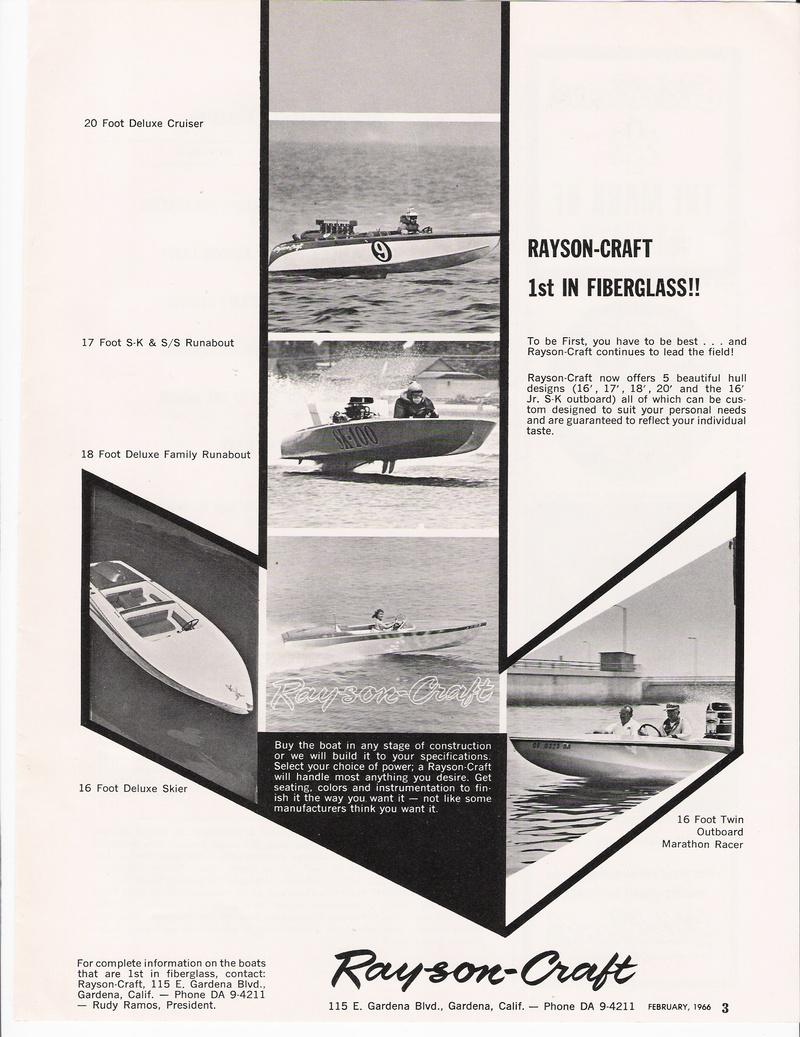 20 Foot Deluxe Cruiser
9
RAYSON-CRAFT
1st IN FIBERGLASS!!
17 Foot S-K & S/S Runabout
To be First, you have to be best . . . and
Rayson-Craft continues to lead the field!
Rayson-Craft now offers 5 beautiful hull
designs (16', 17', 18', 20' and the 16'
Jr. S-K outboard) all of which can be cus-
tom designed to suit your personal needs
and are guaranteed to reflect your individual
taste.
SK-100
18 Foot Deluxe Family Runabout
Rayson-Craft
Buy the boat in any stage of construction
or we will build it to your specifications.
Select your choice of power; a Rayson-Craft
will handle most anything you desire. Get
seating, colors and instrumentation to fin-
ish it the way you want it — not like some
manufacturers think you want it.
16 Foot Deluxe Skier
16 Foot Twin
Outboard
Marathon Racer
For complete information on the boats
that are 1st in fiberglass, contact:
Rayson-Craft, 115 E. Gardena Blvd.,
Gardena, Calif. — Phone DA 9-4211
— Rudy Ramos, President.
Rayson-Craft
115 E. Gardena Blvd., Gardena, Calif. — Phone DA 9-4211 FEBRUARY, 1966 3